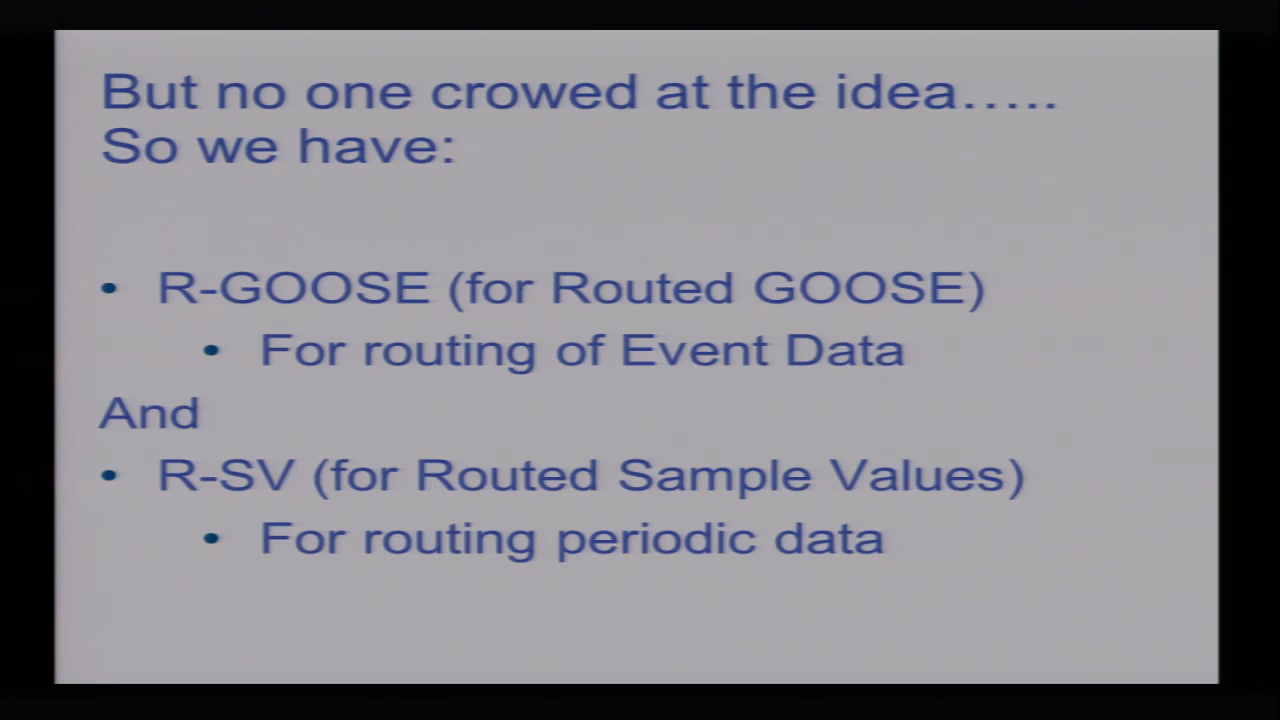 But no one crowed at the idea…..
So we have:
• R-GOOSE (for Routed GOOSE)
• For routing of Event Data
And
• R-SV (for Routed Sample Values)
• For routing periodic data